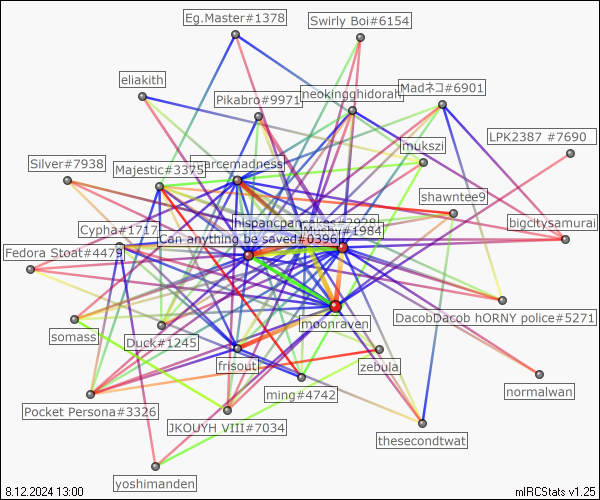 Eg.Master#1378
Swirly Boi#6154
eliakith
Pikabro#9971
neokingghidorah
Madネコ#6901
LPK2387 #7690
mukszi
Silver#7938
Majestic#3375
arcemadness
shawntee9
bigcitysamurai
Cypha#1717
Mushy#1984
Can anything be saved#0396
Fedora Stoat#4479
DacobDacob hORNY police#5271
moonraven
somass
Duck#1245
frisout
zebula
normalwan
ming#4742
Pocket Persona#3326
JKOUYH VIII#7034
thesecondtwat
yoshimanden
8.12.2024 13:00
mIRCStats v1.25